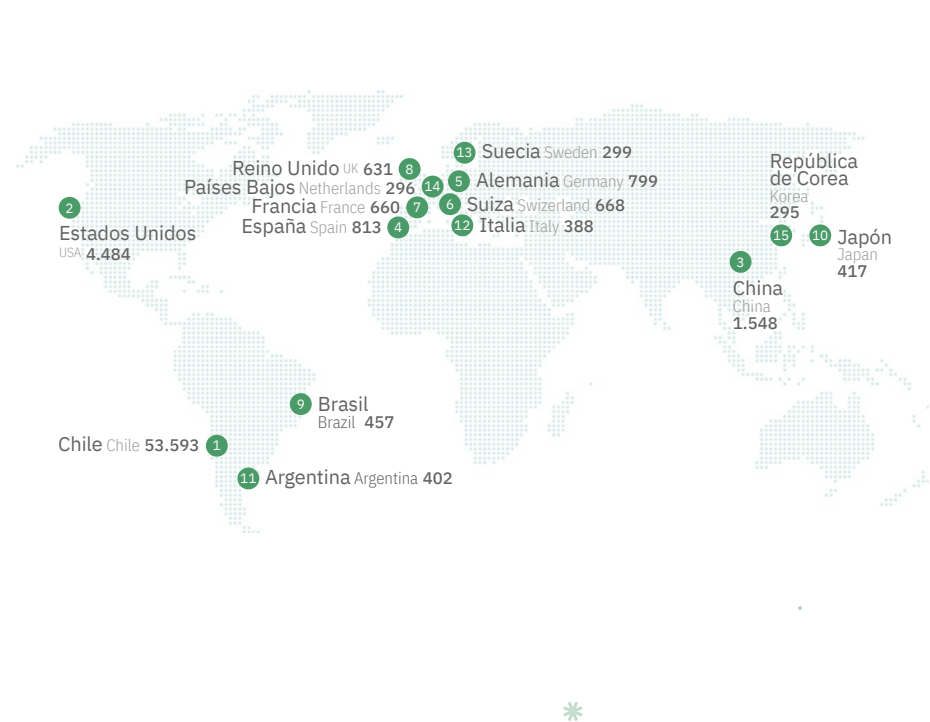 13 Suecia Sweden 299
Reino Unido UK 631 8
Países Bajos Netherlands 296 14
5 Alemania Germany 799
Francia France 660 7
6 Suiza Swizerland 668
España Spain 813 4
12 Italia Italy 388
2
Estados Unidos
USA 4.484
República
de Corea
Korea
295
15
10 Japón
Japan
417
3
China
China
1.548
9 Brasil
Brazil 457
Chile Chile 53.593 1
11 Argentina Argentina 402